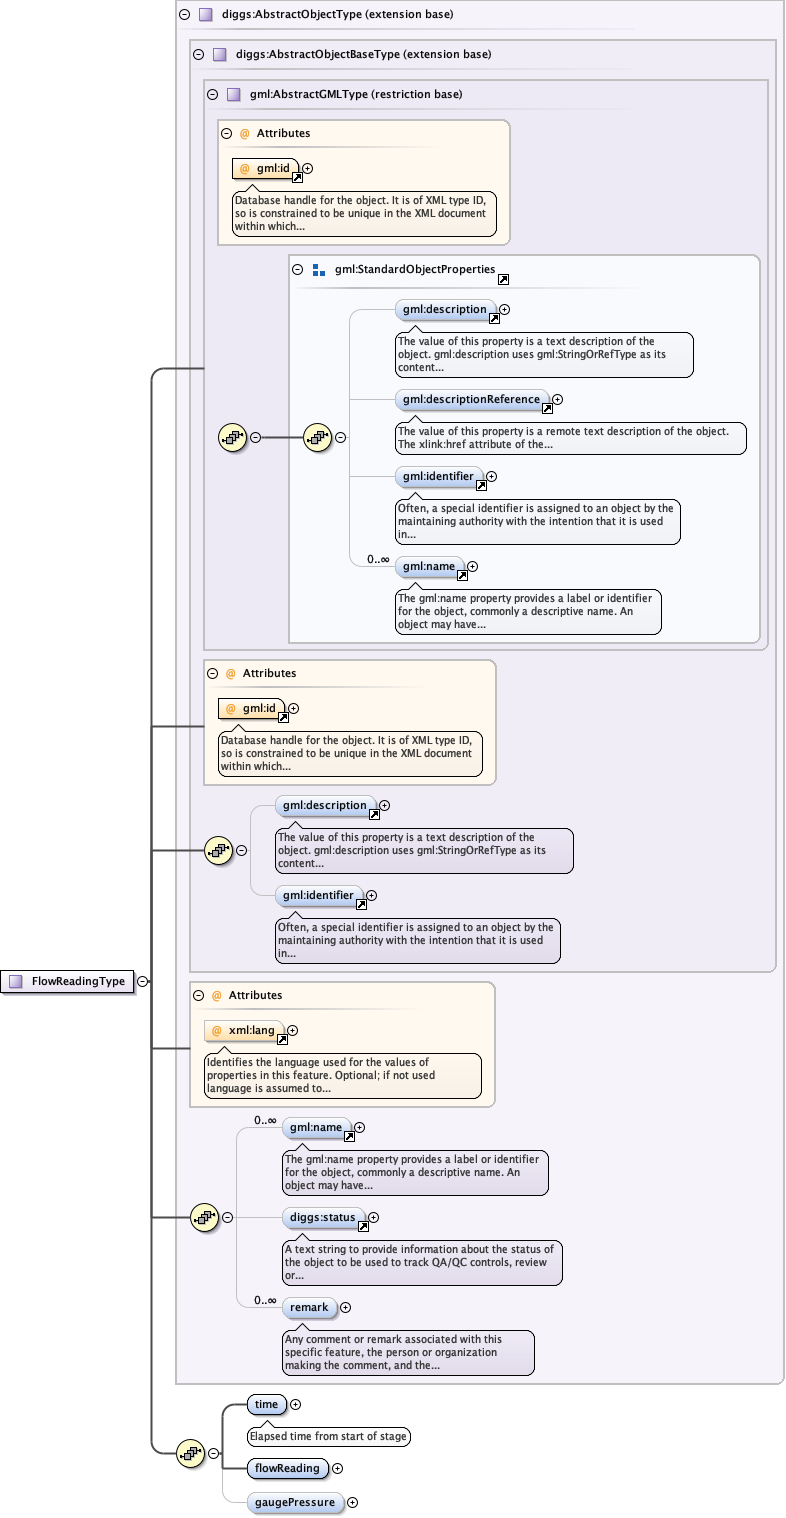 diggs:AbstractObjectType (extension base)
diggs:AbstractObjectBaseType (extension base)
gml:AbstractGMLType (restriction base)
@ Attributes
@ gml:id
Database handle for the object. It is of XML type ID,
so is constrained to be unique in the XML document
within which...
gml:StandardObjectProperties
gml:description
The value of this property is a text description of the
object. gml:description uses gml:StringOrRefType as its
content...
gml:descriptionReference
The value of this property is a remote text description of the object.
The xlink:href attribute of the...
gml:identifier
Often, a special identifier is assigned to an object by the
maintaining authority with the intention that it is used
in...
0..∞
gml:name
The gml:name property provides a label or identifier
for the object, commonly a descriptive name. An
object may have...
@ Attributes
@ gml:id
Database handle for the object. It is of XML type ID,
so is constrained to be unique in the XML document
within which...
gml:description
The value of this property is a text description of the
object. gml:description uses gml:StringOrRefType as its
content...
gml:identifier
Often, a special identifier is assigned to an object by the
maintaining authority with the intention that it is used
in...
FlowReadingType
@ Attributes
@ xml:lang
Identifies the language used for the values of
properties in this feature. Optional; if not used
language is assumed to...
0..∞
gml:name
The gml:name property provides a label or identifier
for the object, commonly a descriptive name. An
object may have...
diggs:status
A text string to provide information about the status of
the object to be used to track QA/QC controls, review
or...
0..∞
remark
Any comment or remark associated with this
specific feature, the person or organization
making the comment, and the...
time
Elapsed time from start of stage
flowReading
gaugePressure